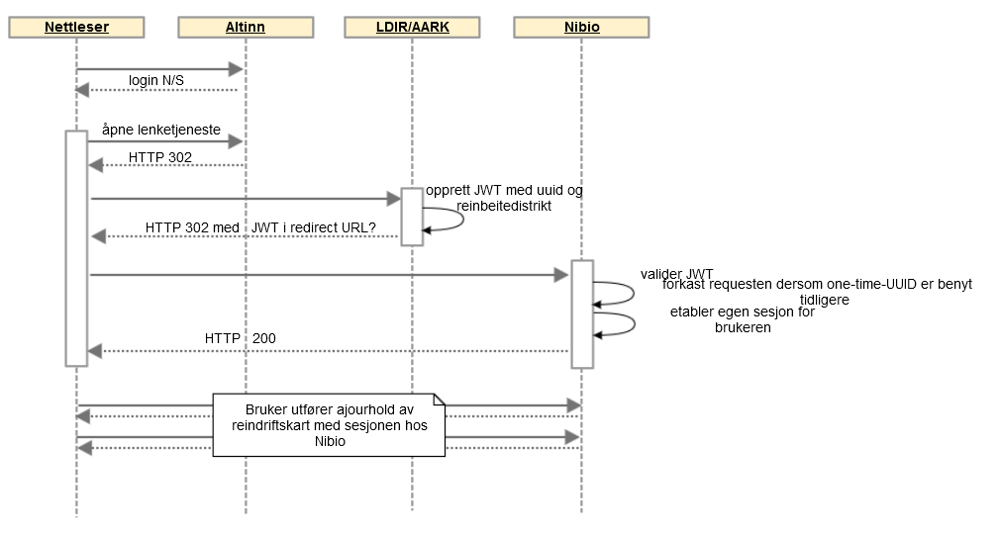 Nettleser
Altinn
LDIR/AARK
Nibio
login N/S
åpne lenketjeneste
HTTP 302
opprett JWT med uuid og
reinbeitedistrikt
HTTP 302 med JWT i redirect URL?
valider JWT
forkast requesten dersom one-time-UUID er benyt
tidligere
etabler egen sesjon for
brukeren
HTTP 200
Bruker utfører ajourhold av
reindriftskart med sesjonen hos
Nibio